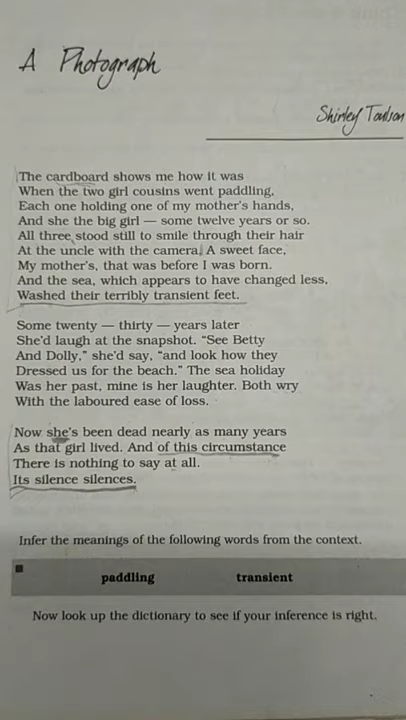 A Photograph
Shirley Toulson
The cardboard shows me how it was
When the two girl cousins went paddling,
Each one holding one of my mother's hands,
And she the big girl — some twelve years or so.
All three stood still to smile through their hair
At the uncle with the camera. A sweet face,
My mother's, that was before I was born.
And the sea, which appears to have changed less,
Washed their terribly transient feet.
Some twenty — thirty — years later
She'd laugh at the snapshot. “See Betty
And Dolly,” she'd say, “and look how they
Dressed us for the beach.” The sea holiday
Was her past, mine is her laughter. Both wry
With the laboured ease of loss.
Now she's been dead nearly as many years
As that girl lived. And of this circumstance
There is nothing to say at all.
Its silence silences.
Infer the meanings of the following words from the context.
paddling transient
Now look up the dictionary to see if your inference is right.